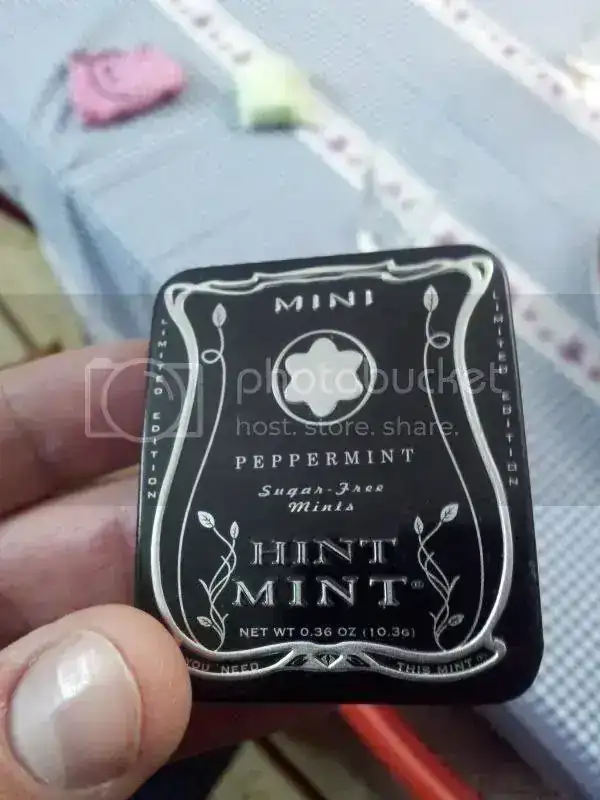 MINI
LIMITED EDITION
LIMITED EDITION
photobucket
host. store. share.
PEPPERMINT
Sugar-Free
Mints
HINT
MINT®
NET WT 0.36 OZ (10.3G)
YOU NEED
THIS MINT®